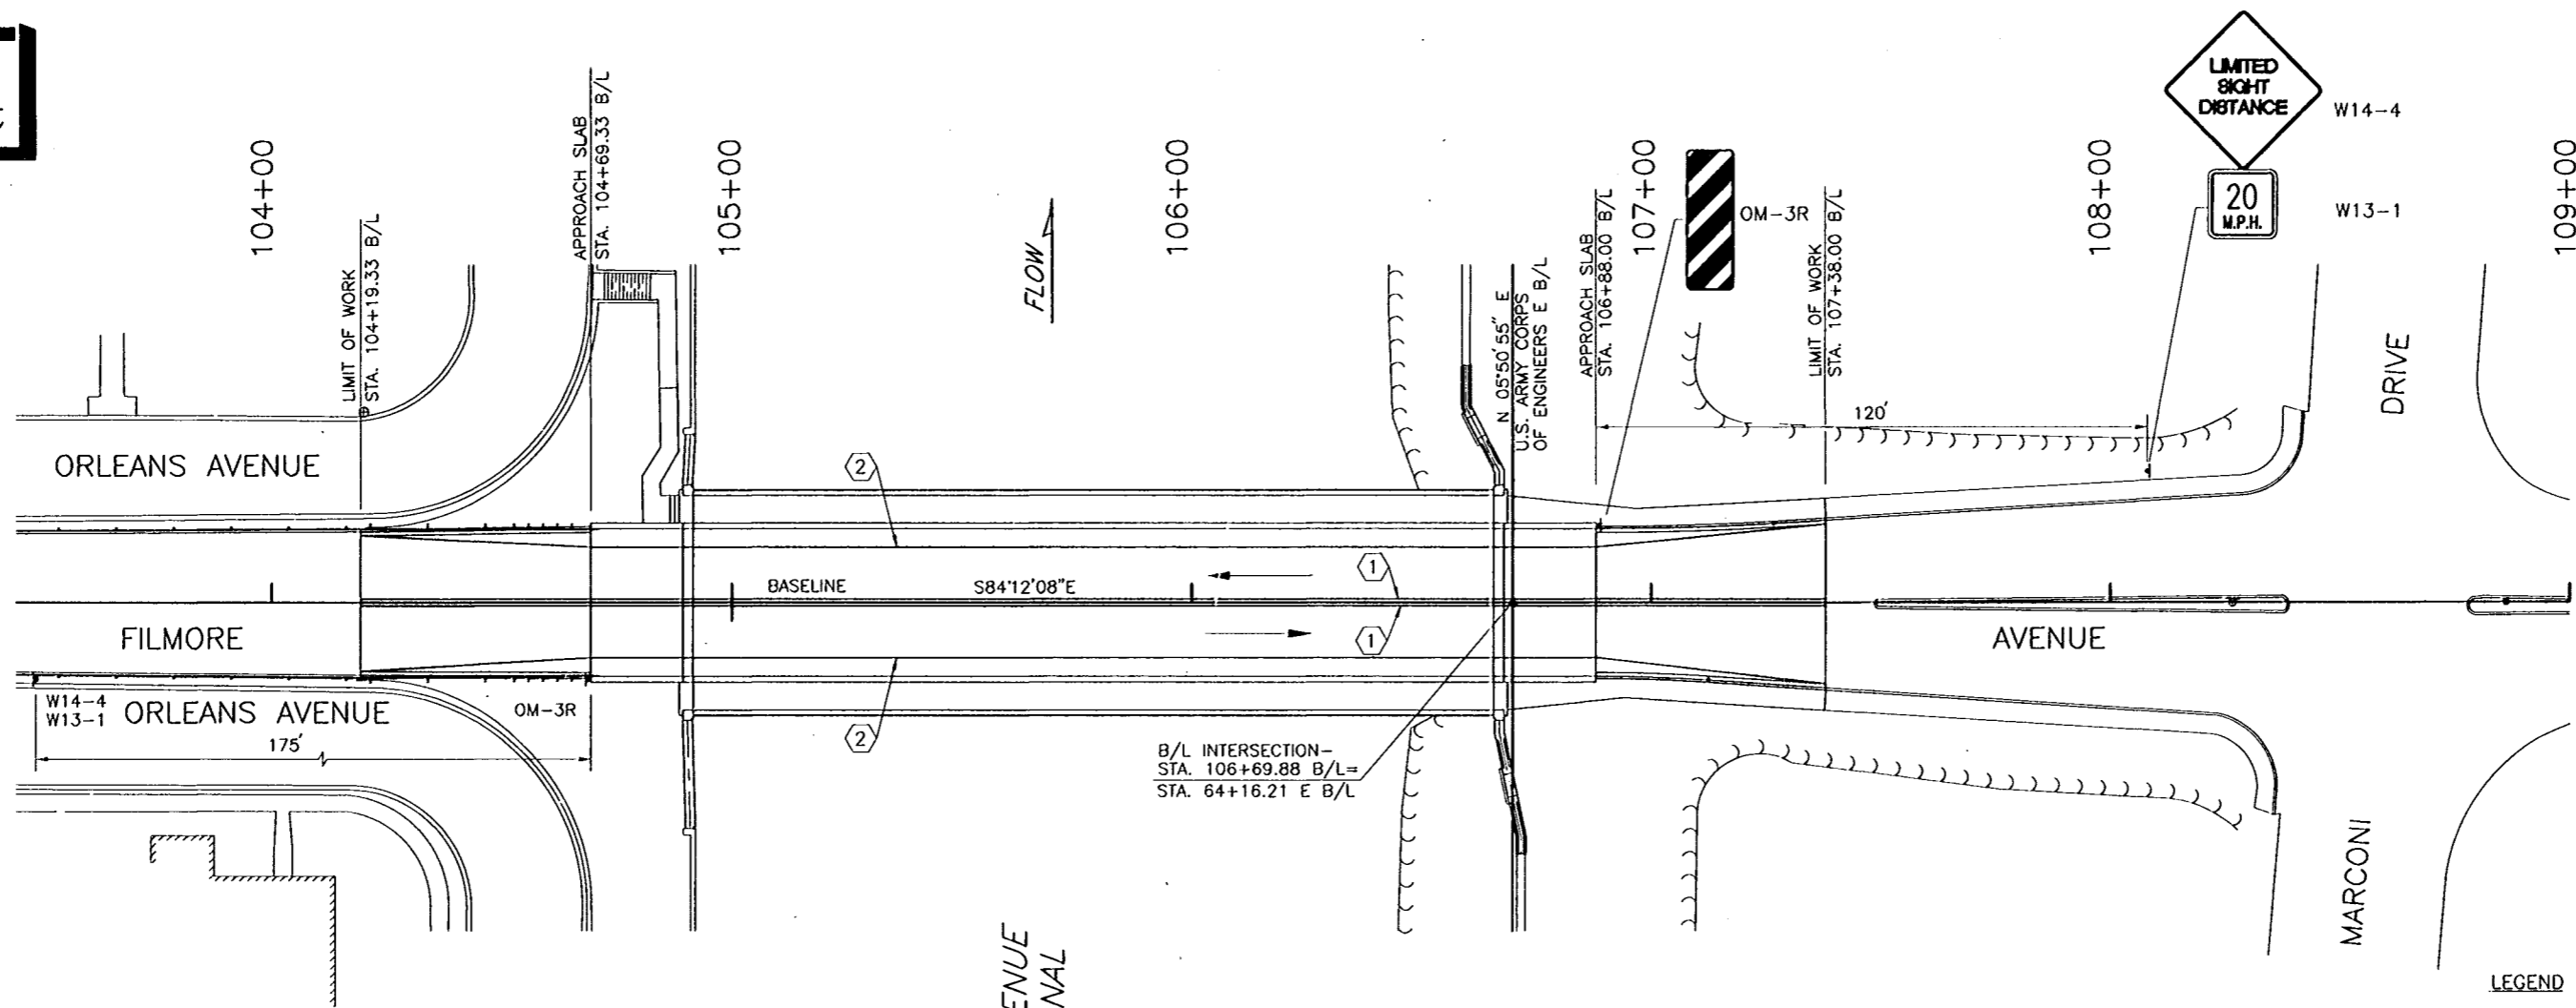 LIMITED
SIGHT
DISTANCE
W14-4
20
M.P.H.
W13-1
104+00
105+00
106+00
107+00
108+00
109+00
LIMIT OF WORK
STA. 104+19.33 B/L
APPROACH SLAB
STA. 104+69.33 B/L
FLOW
N 05°50'55" E
U.S. ARMY CORPS
OF ENGINEERS E B/L
APPROACH SLAB
STA. 106+88.00 B/L
OM-3R
LIMIT OF WORK
STA. 107+38.00 B/L
120'
DRIVE
ORLEANS AVENUE
2
1
BASELINE
S84°12'08"E
FILMORE
1
AVENUE
W14-4
W13-1
ORLEANS AVENUE
OM-3R
175'
2
B/L INTERSECTION-
STA. 106+69.88 B/L=
STA. 64+16.21 E B/L
MARCONI
LEGEND